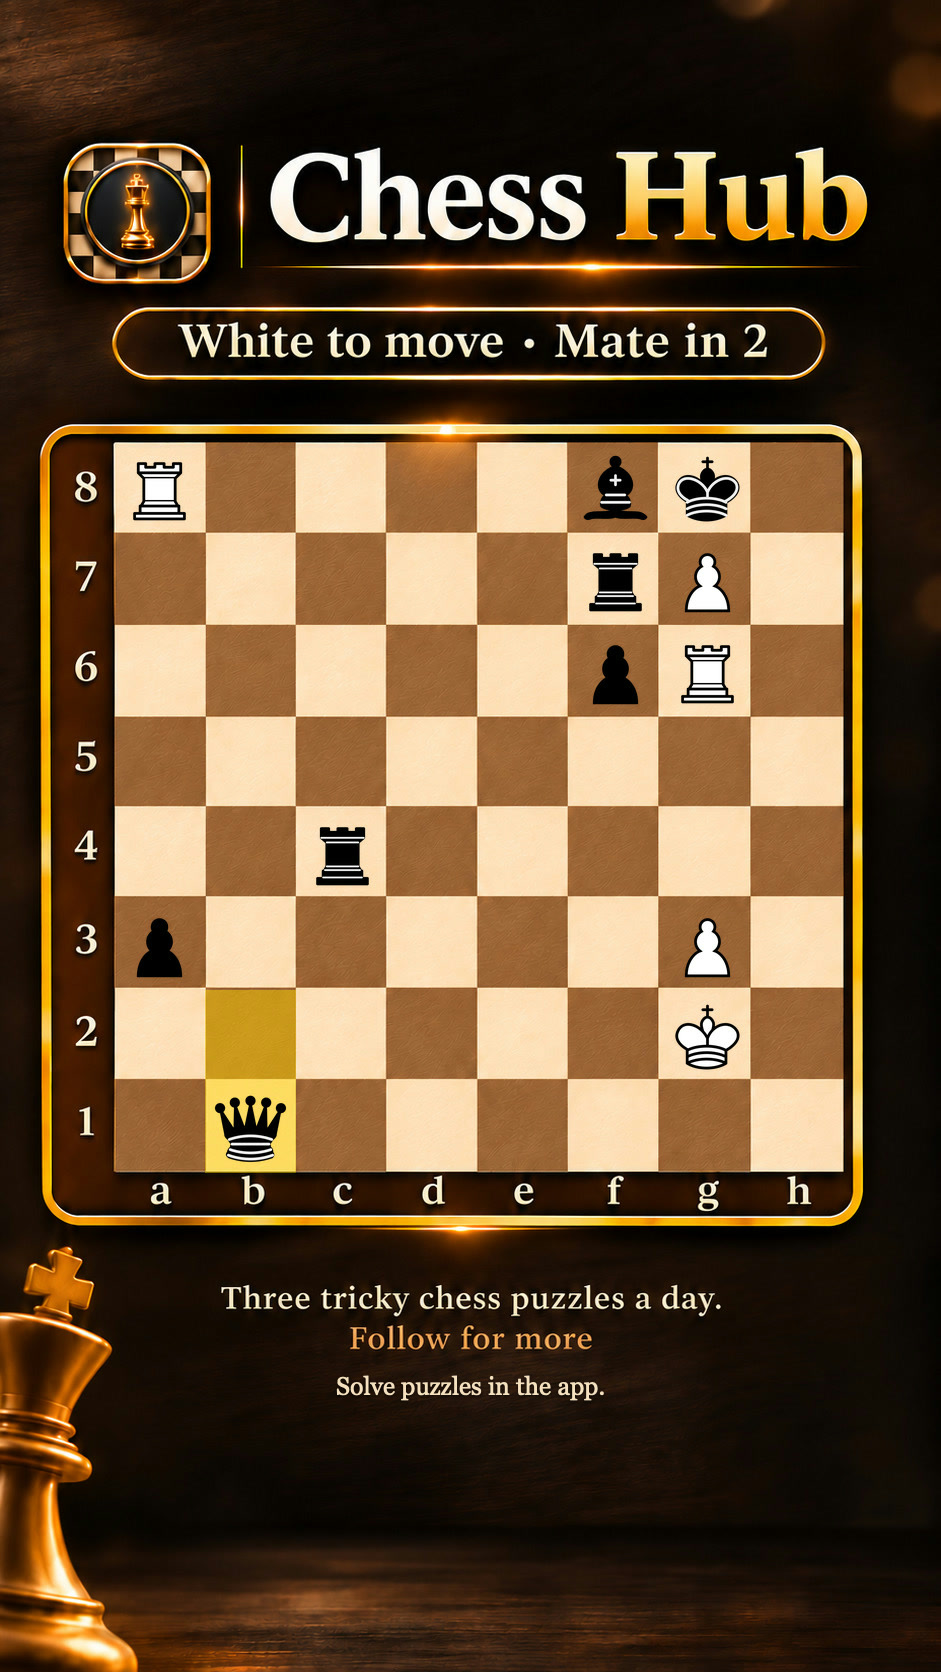 Chess Hub
White to move · Mate in 2
8
7
6
5
4
3
2
1
a b c d e f g h
Three tricky chess puzzles a day.
Follow for more
Solve puzzles in the app.